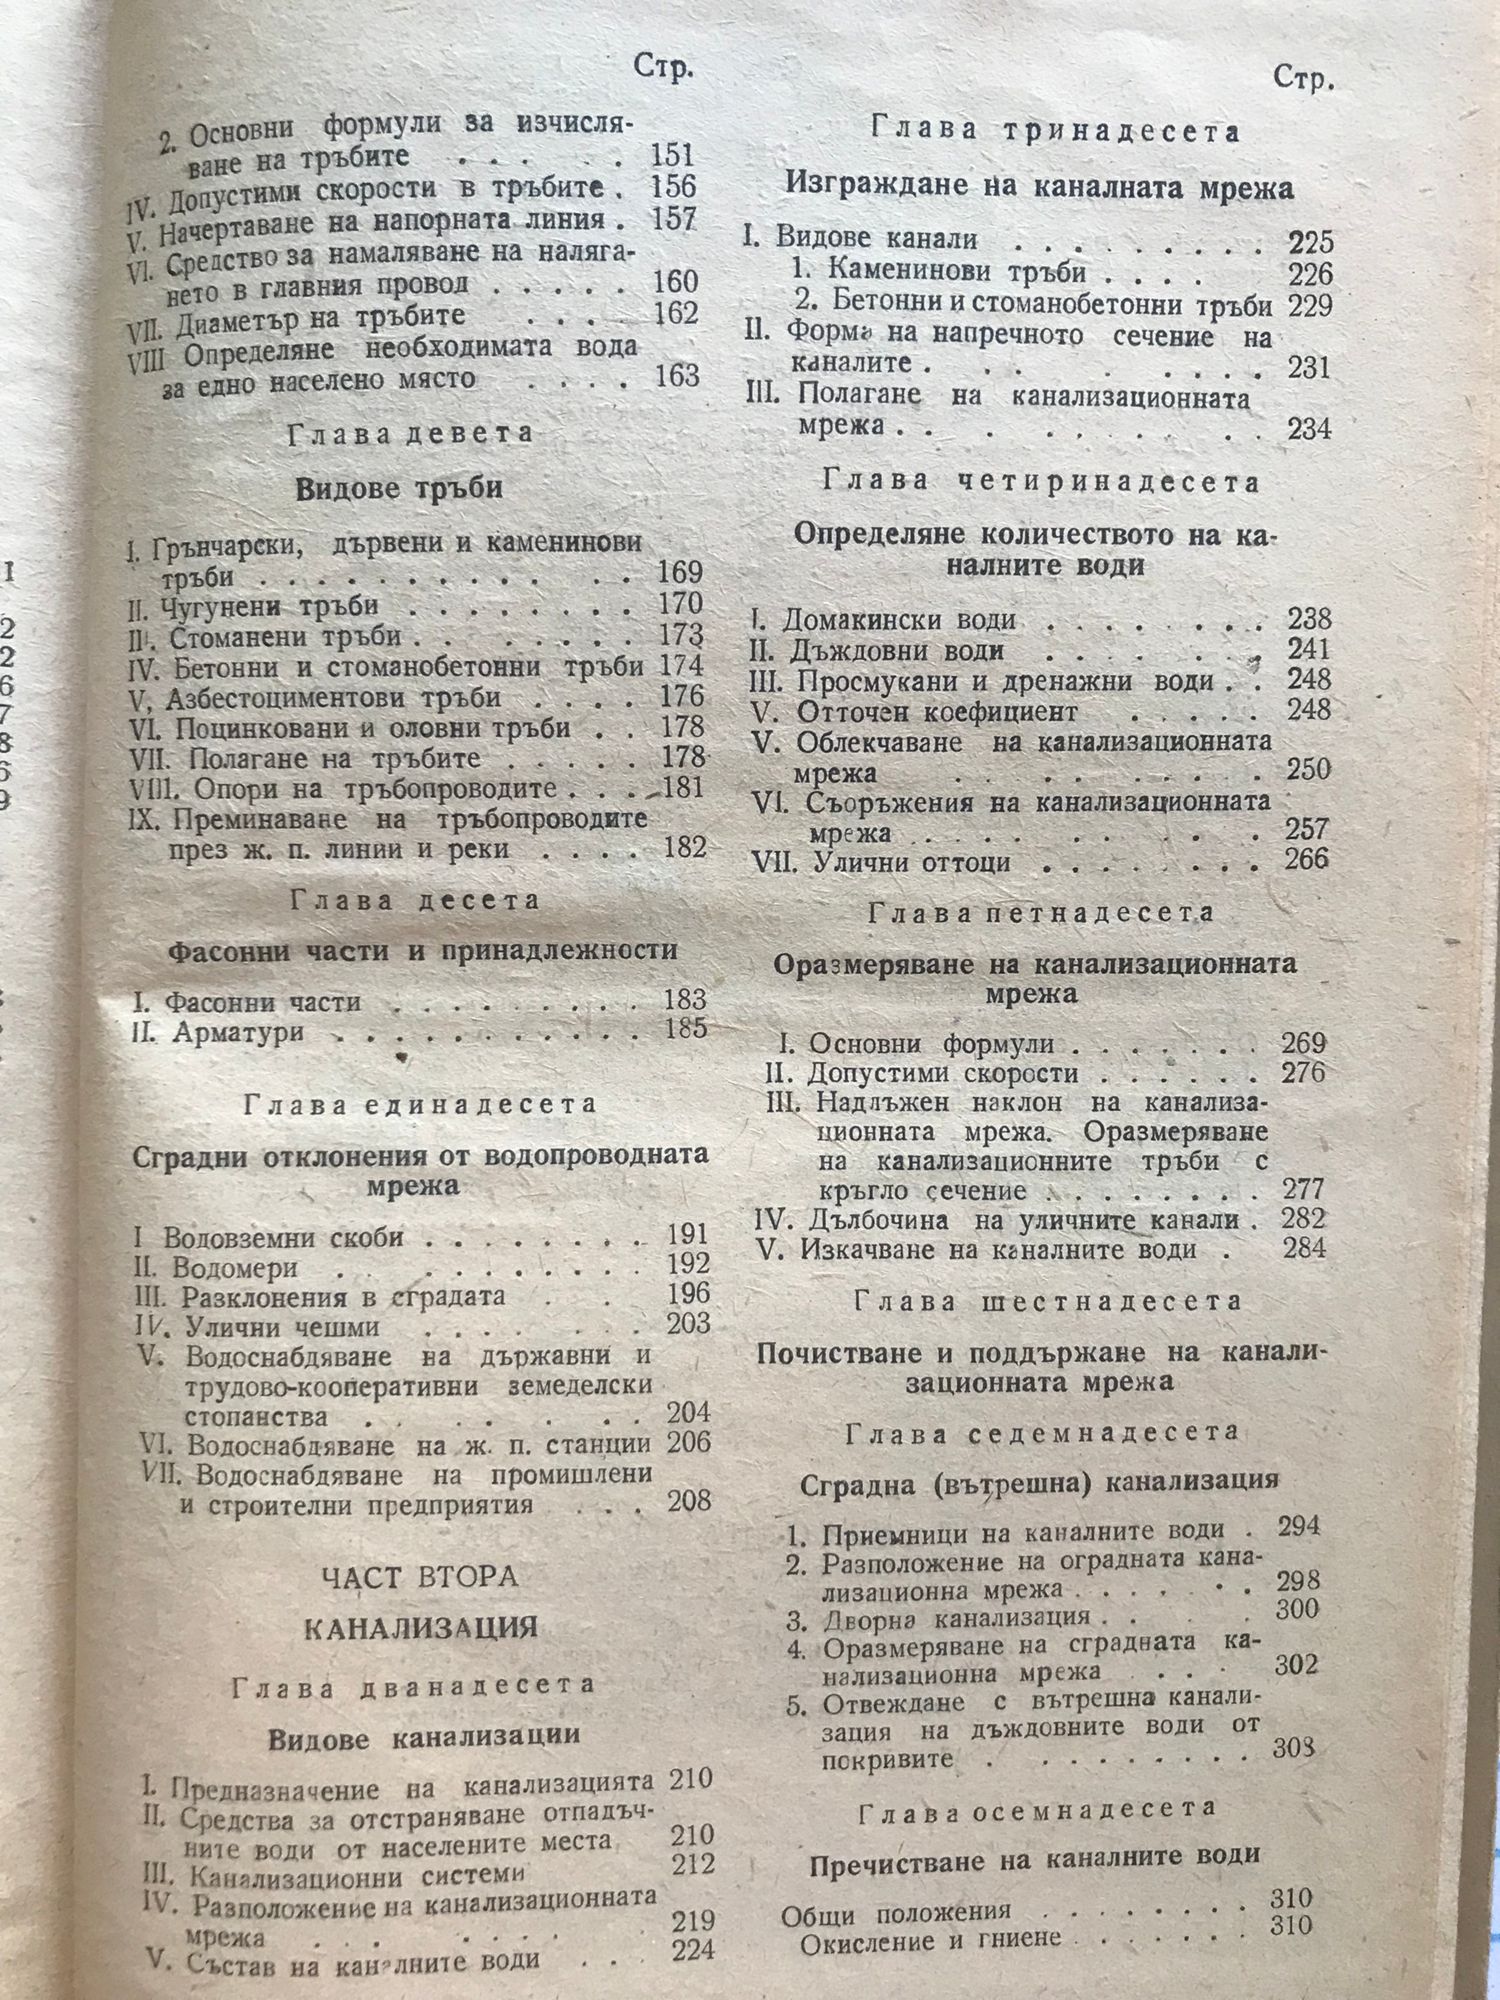 Стр.
2. Основни формули за изчисля-
ване на тръбите . . . . . 151
IV. Допустими скорости в тръбите . 156
V. Начертаване на напорната линия . 157
VI. Средство за намаляване на наляга-
нето в главния провод . . . . . 160
VII. Диаметър на тръбите . . . . 162
VIII Определяне необходимата вода
за едно населено място . . . . 163
Глава девета
Видове тръби
I. Грънчарски, дървени и каменинови
тръби . . . . . . . . . . . . 169
II. Чугунени тръби . . . . . . . . 170
III. Стоманени тръби . . . . . . . 173
IV. Бетонни и стоманобетонни тръби 174
V, Азбестоциментови тръби . . . . 176
VI. Поцинковани и оловни тръби . . 178
VII. Полагане на тръбите . . . . . 178
VIII. Опори на тръбопроводите . . . . 181
IX. Преминаване на тръбопроводите
през ж. п. линии и реки . . . . 182
Глава десета
Фасонни части и принадлежности
I. Фасонни части . . . . . . . . . 183
II. Арматури . . . . . . . . . . . 185
Глава единадесета
Сградни отклонения от водопроводната
мрежа
I Водовземни скоби . . . . . . . . 191
II. Водомери . . . . . . . . . . 192
III. Разклонения в сградата . . 196
IV. Улични чешми . . . . . . . 203
V. Водоснабдяване на държавни и
трудово-кооперативни земеделски
стопанства . . . . . . . 204
VI. Водоснабдяване на ж. п. станции 206
VII. Водоснабдяване на промишлени
и строителни предприятия . . . 208
ЧАСТ ВТОРА
КАНАЛИЗАЦИЯ
Глава дванадесета
Видове канализации
I. Предназначение на канализацията 210
II. Средства за отстраняване отпадъч-
ните води от населените места 210
III. Канализационни системи 212
IV. Разположение на канализационната
мрежа . . . . . . . 219
V. Състав на каналните води . . . 224
Стр.
Глава тринадесета
Изграждане на каналната мрежа
I. Видове канали . . . . . . . . . 225
1. Каменинови тръби . . . . 226
2. Бетонни и стоманобетонни тръби 229
II. Форма на напречното сечение на
каналите . . . . . . . . 231
III. Полагане на канализационната
мрежа . . . . . . . . . 234
Глава четиринадесета
Определяне количеството на ка-
налните води
I. Домакински води . . . . . . . . 238
II. Дъждовни води . . . . . . . 241
III. Просмукани и дренажни води . . 248
V. Отточен коефициент . . . . . 248
V. Облекчаване на канализационната
мрежа . . . . . . . . . 250
VI. Съоръжения на канализационната
мрежа . . . . . . . . . 257
VII. Улични оттоци . . . . . . . . 266
Глава петнадесета
Оразмеряване на канализационната
мрежа
I. Основни формули . . . . . . . 269
II. Допустими скорости . . . . . . 276
III. Надлъжен наклон на канализа-
ционната мрежа. Оразмеряване
на канализационните тръби с
кръгло сечение . . . . . . . . 277
IV. Дълбочина на уличните канали . 282
V. Изкачване на каналните води . 284
Глава шестнадесета
Почистване и поддържане на канали-
зационната мрежа
Глава седемнадесета
Сградна (вътрешна) канализация
1. Приемници на каналните води . 294
2. Разположение на оградната кана-
лизационна мрежа . . . . . . 298
3. Дворна канализация . . . . 300
4. Оразмеряване на сградната ка-
нализационна мрежа . . . 302
5. Отвеждане с вътрешна канали-
зация на дъждовните води от
покривите . . . . . . . . . 303
Глава осемнадесета
Пречистване на каналните води
Общи положения . . . . . . . . 310
Окисление и гниене . . . . . . 310